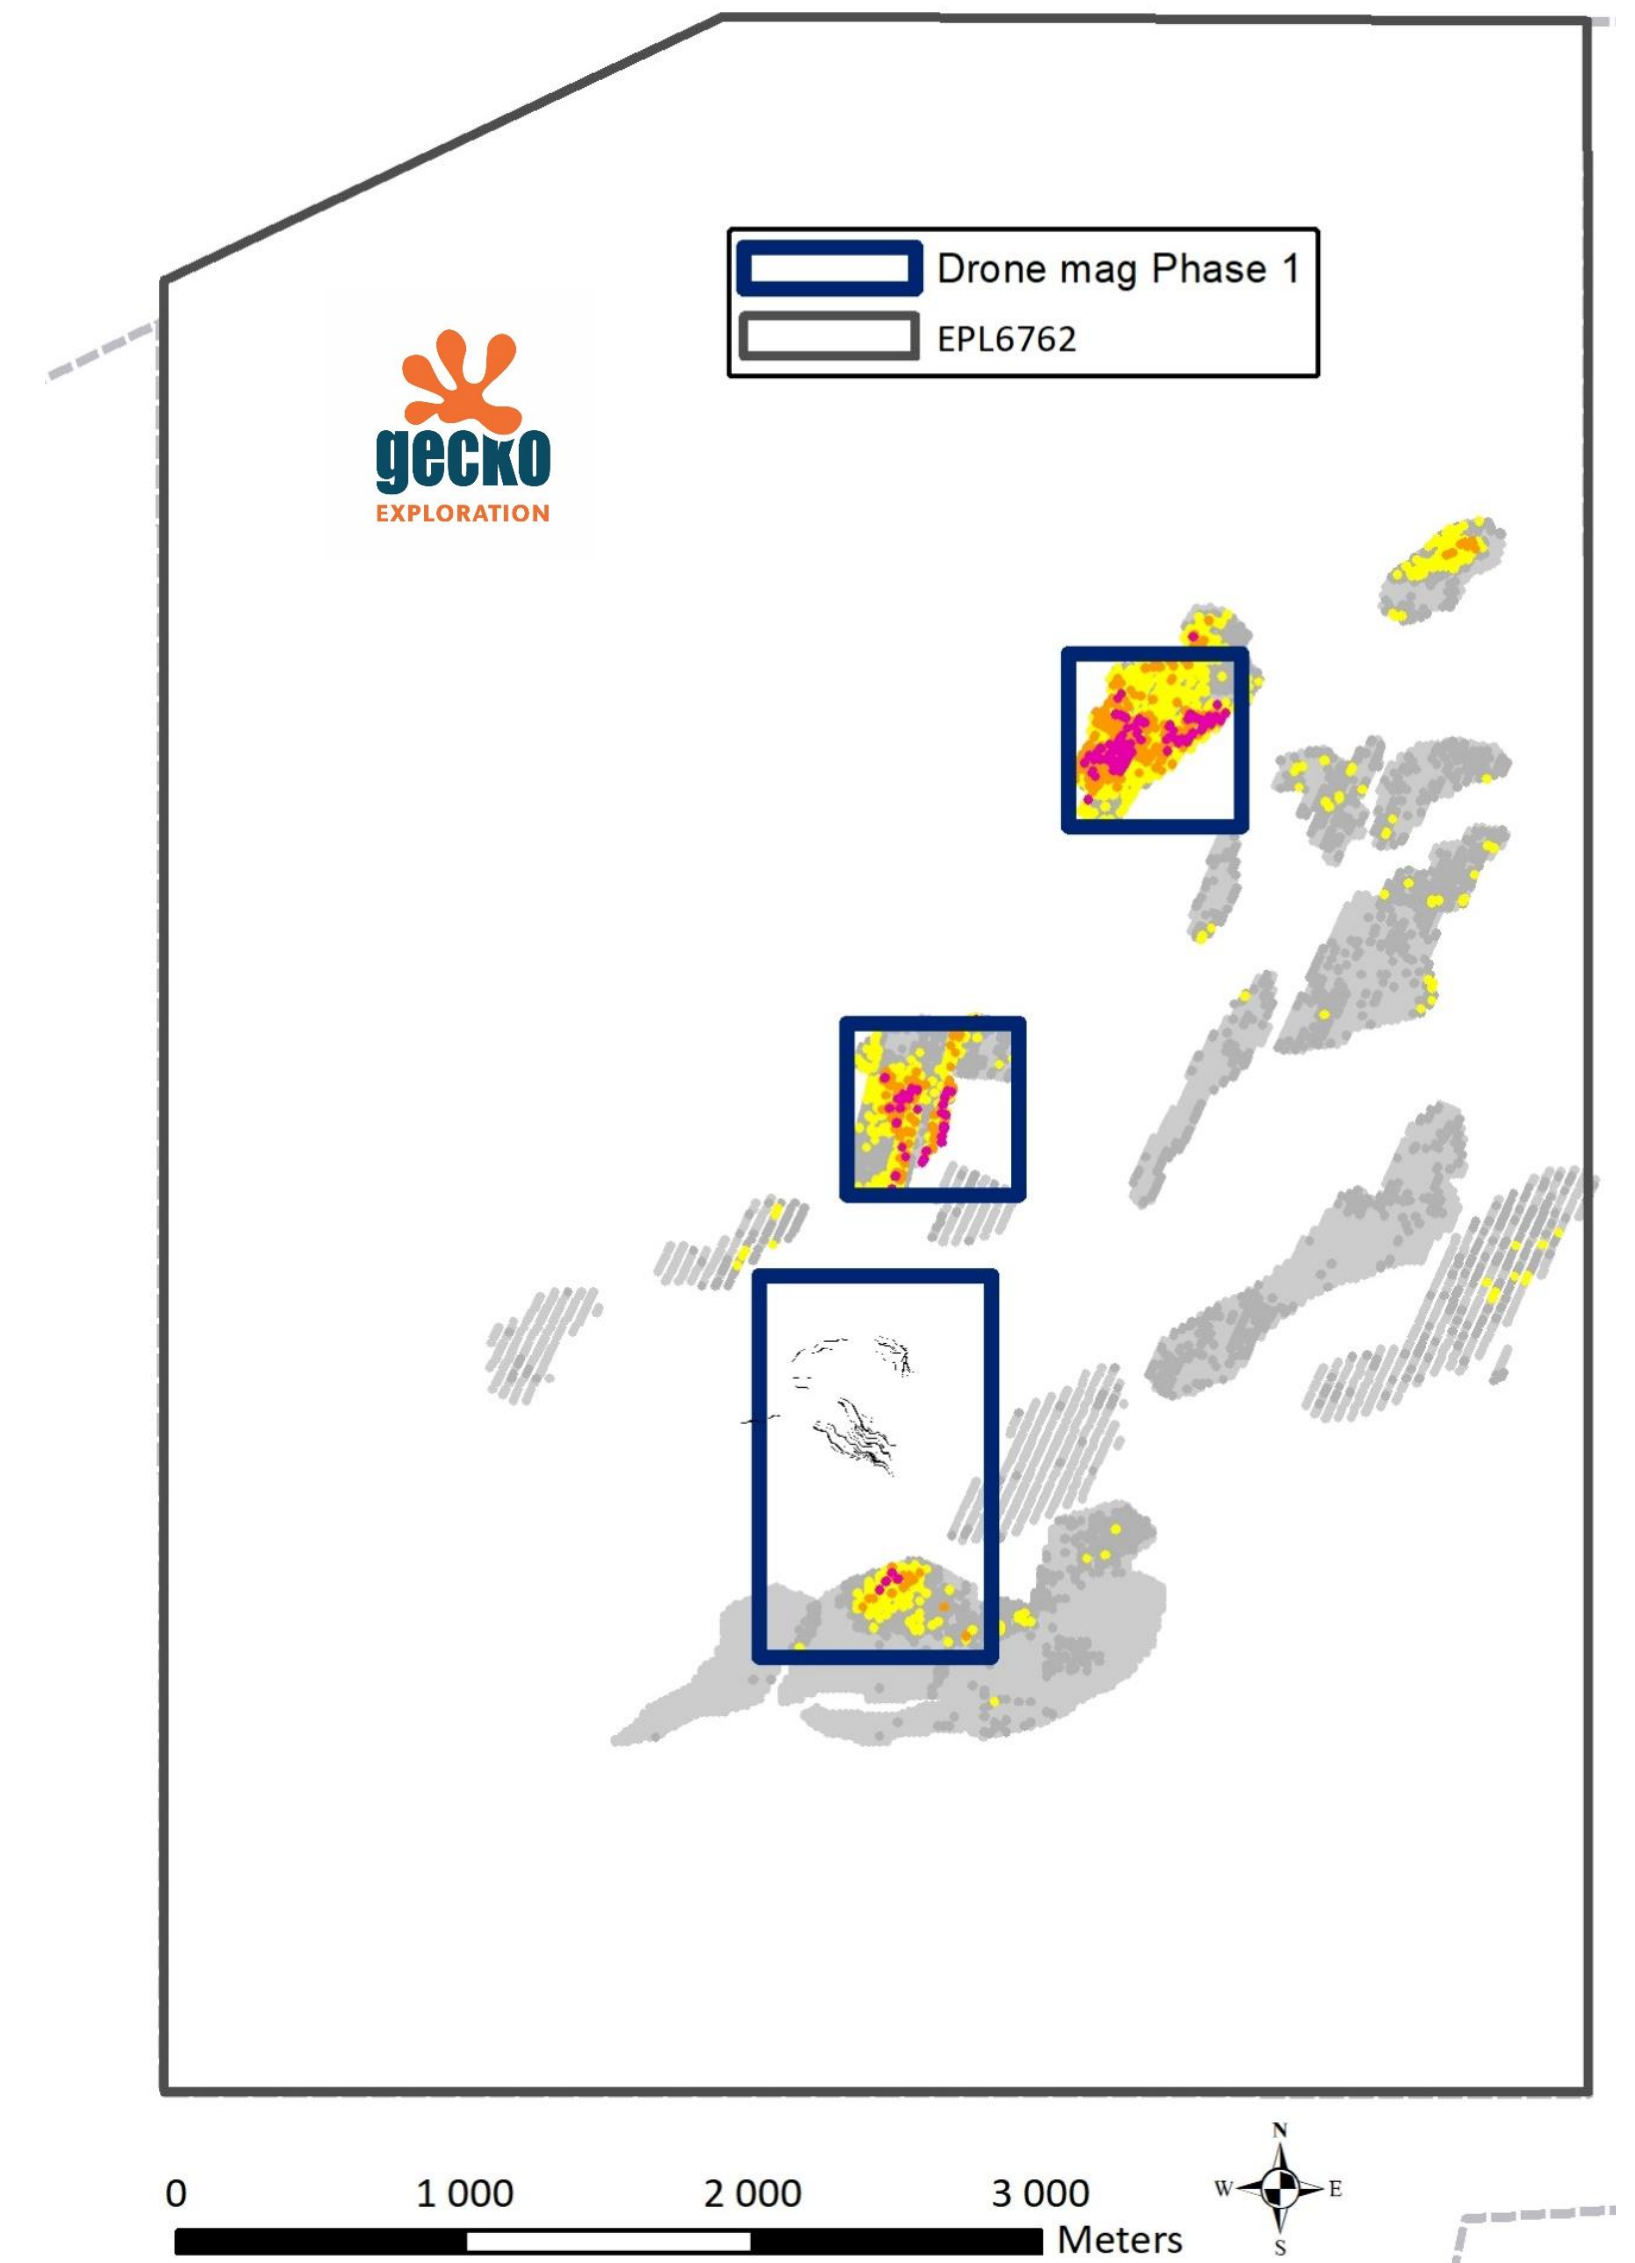 Drone mag Phase 1
EPL6762
gecko
EXPLORATION
N
W E
S
0 1 000 2 000 3 000
Meters